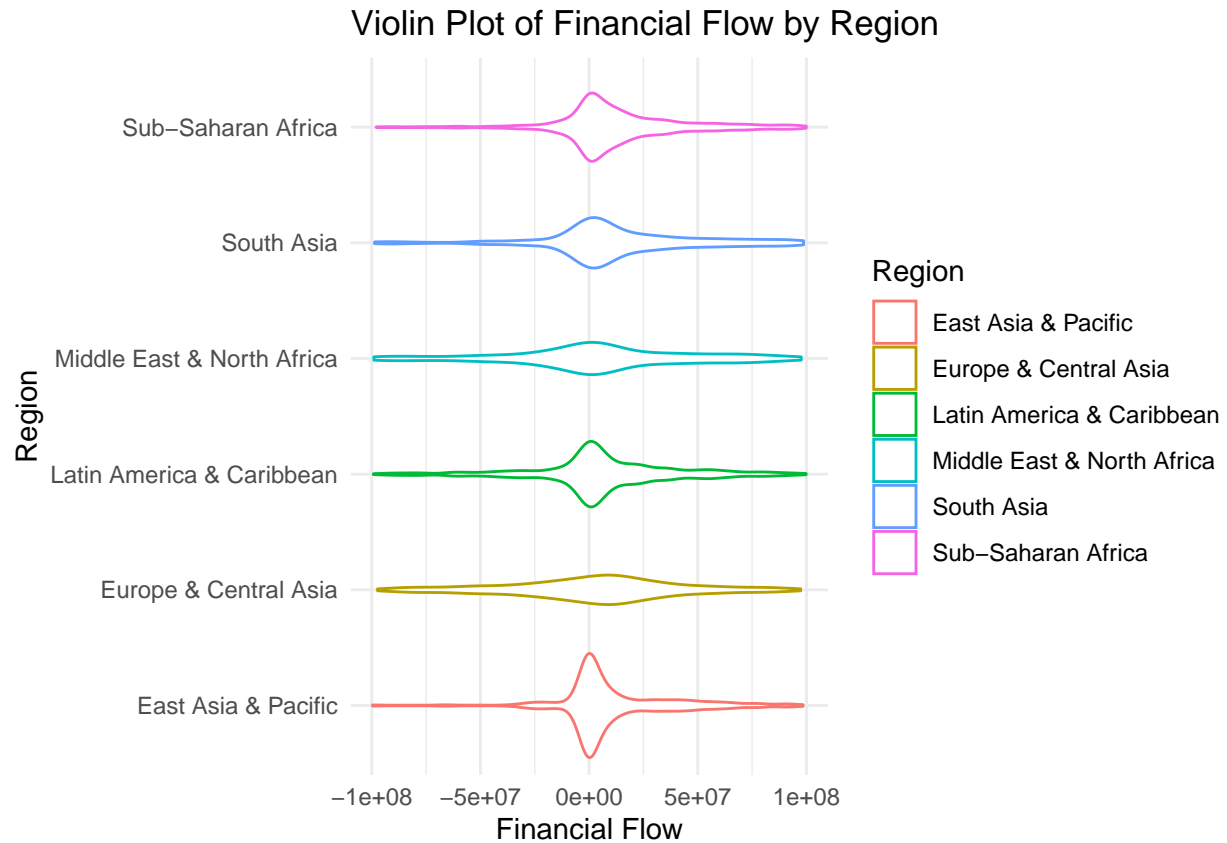 Violin Plot of Financial Flow by Region
Region
Sub−Saharan Africa
South Asia
Middle East & North Africa
Latin America & Caribbean
Europe & Central Asia
East Asia & Pacific
−1e+08 −5e+07 0e+00 5e+07 1e+08
Financial Flow
Region
East Asia & Pacific
Europe & Central Asia
Latin America & Caribbean
Middle East & North Africa
South Asia
Sub−Saharan Africa